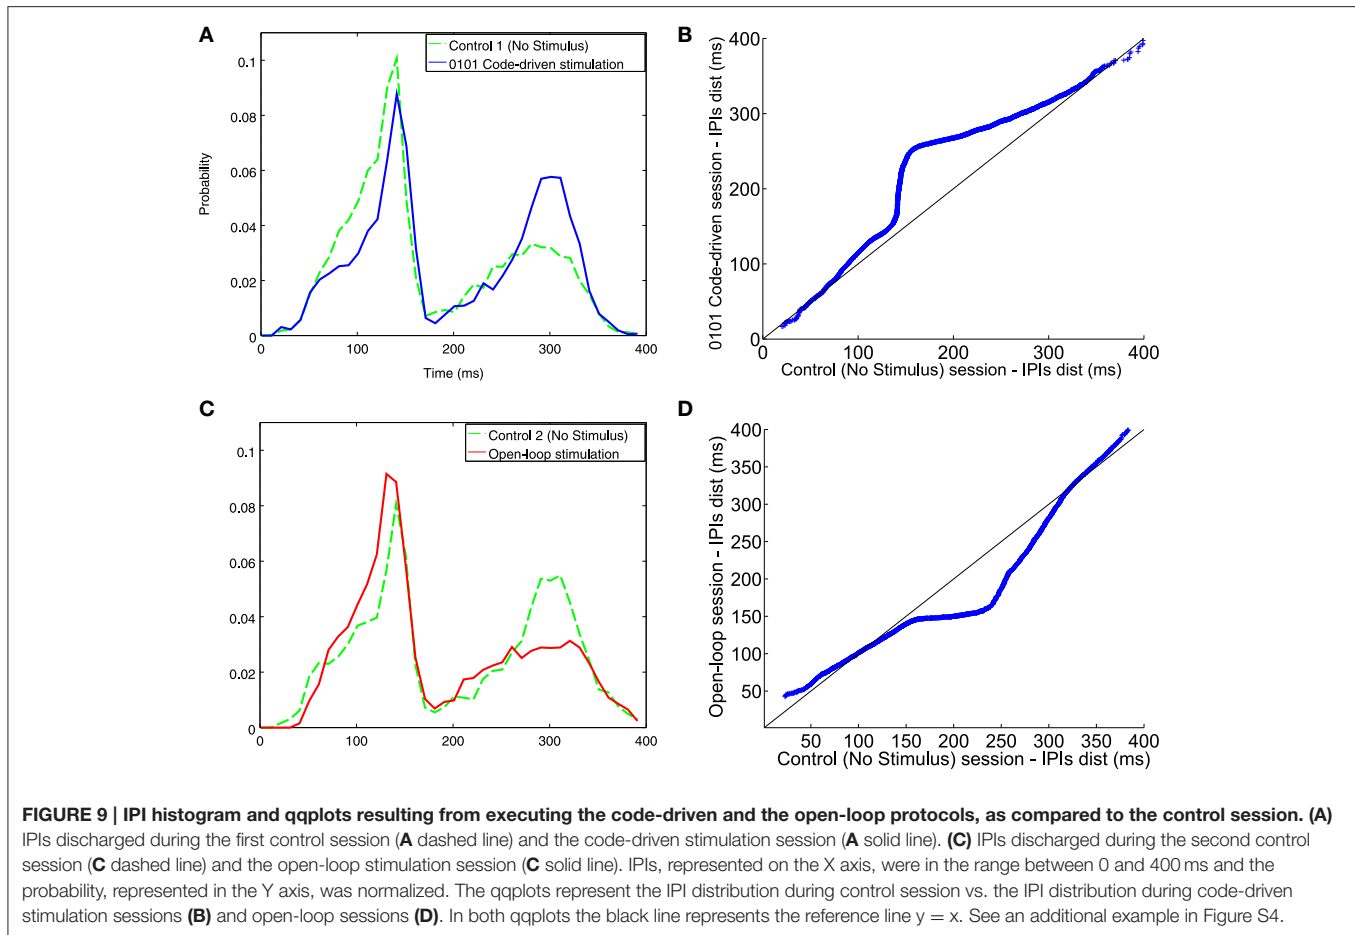 A
Control 1 (No Stimulus)
0101 Code-driven stimulation
0.1
0.08
0.06
0.04
0.02
0
Probability
0
100
200
300
400
Time (ms)
B
400
300
200
100
0
0101 Code-driven session - IPIs dist (ms)
0
100
200
300
400
Control (No Stimulus) session - IPIs dist (ms)
C
Control 2 (No Stimulus)
Open-loop stimulation
0.1
0.08
0.06
0.04
0.02
0
0
100
200
300
400
D
400
350
300
250
200
150
100
50
Open-loop session - IPIs dist (ms)
50
100
150
200
250
300
350
400
Control (No Stimulus) session - IPIs dist (ms)
FIGURE 9 | IPI histogram and qqplots resulting from executing the code-driven and the open-loop protocols, as compared to the control session. (A)
IPIs discharged during the first control session (A dashed line) and the code-driven stimulation session (A solid line). (C) IPIs discharged during the second control
session (C dashed line) and the open-loop stimulation session (C solid line). IPIs, represented on the X axis, were in the range between 0 and 400 ms and the
probability, represented in the Y axis, was normalized. The qqplots represent the IPI distribution during control session vs. the IPI distribution during code-driven
stimulation sessions (B) and open-loop sessions (D). In both qqplots the black line represents the reference line y = x. See an additional example in Figure S4.